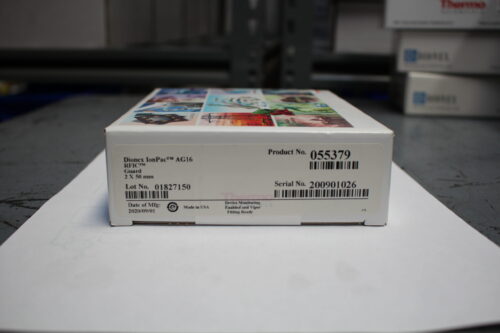 Thermo
DIONEX
Dionex IonPac™ AG16
RFIC™
Guard
2 X 50 mm
Product No. 055379
Lot No. 01827150
Serial No. 200901026
Date of Mfg:
2020/09/01
Made in USA
Device Monitoring
Enabled and Viper
Fitting Ready